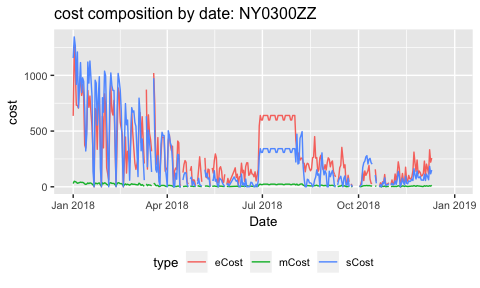 cost composition by date: NY0300ZZ
cost
1000
500
0
Jan 2018 Apr 2018 Jul 2018 Oct 2018 Jan 2019
Date
type eCost mCost sCost